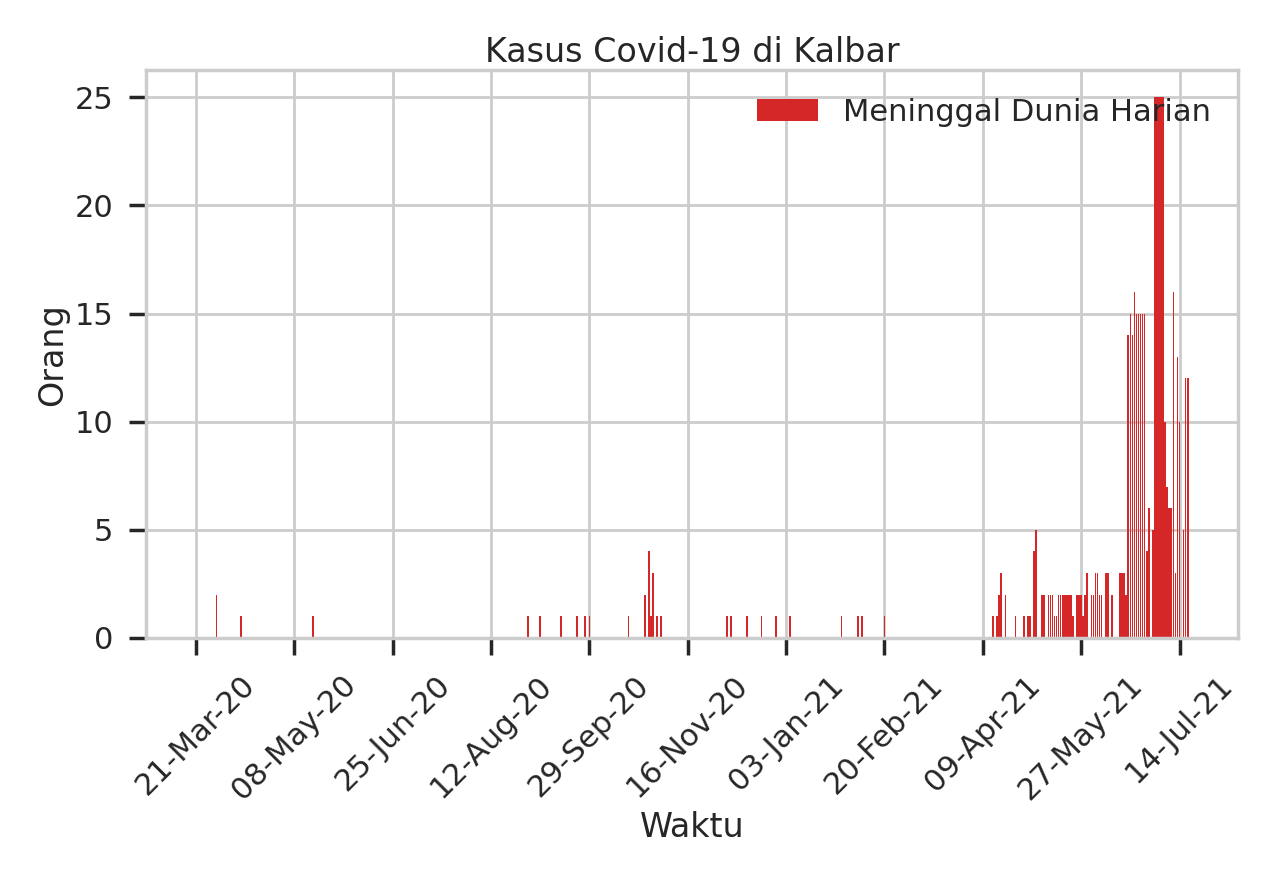 Kasus Covid-19 di Kalbar
Meninggal Dunia Harian
Orang
25
20
15
10
5
0
21-Mar-20
08-May-20
25-Jun-20
12-Aug-20
29-Sep-20
16-Nov-20
03-Jan-21
20-Feb-21
09-Apr-21
27-May-21
14-Jul-21
Waktu